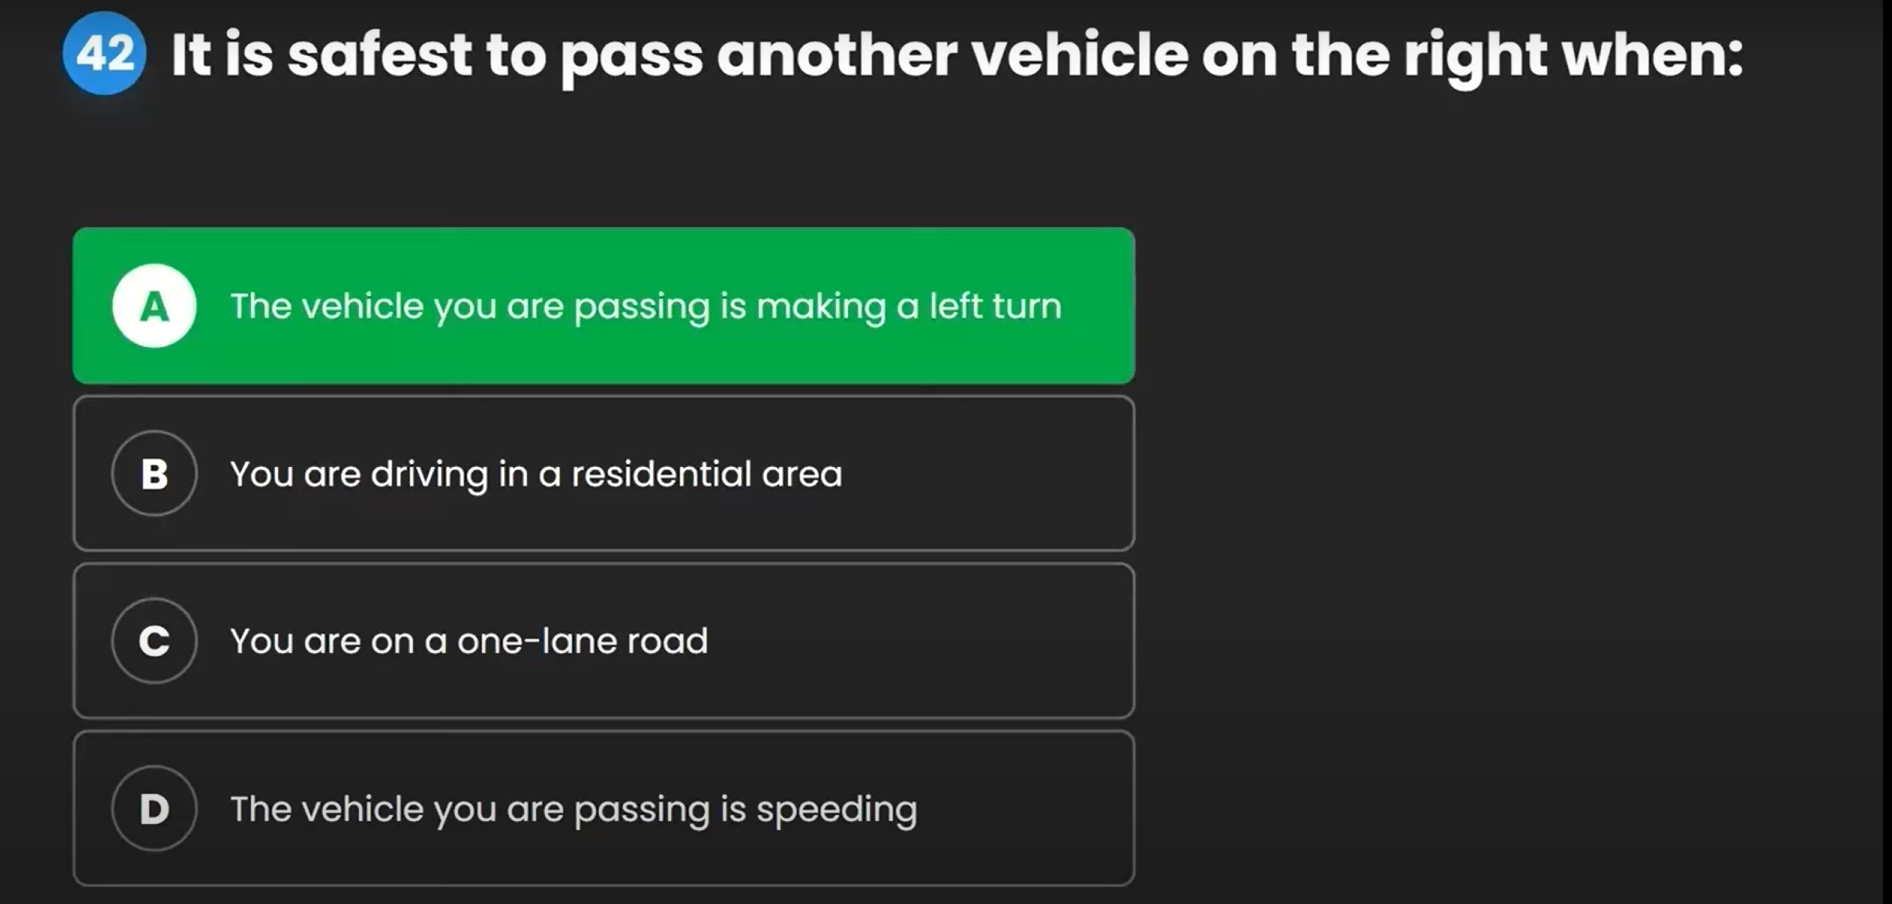 42 It is safest to pass another vehicle on the right when:
A The vehicle you are passing is making a left turn
B You are driving in a residential area
C You are on a one-lane road
D The vehicle you are passing is speeding